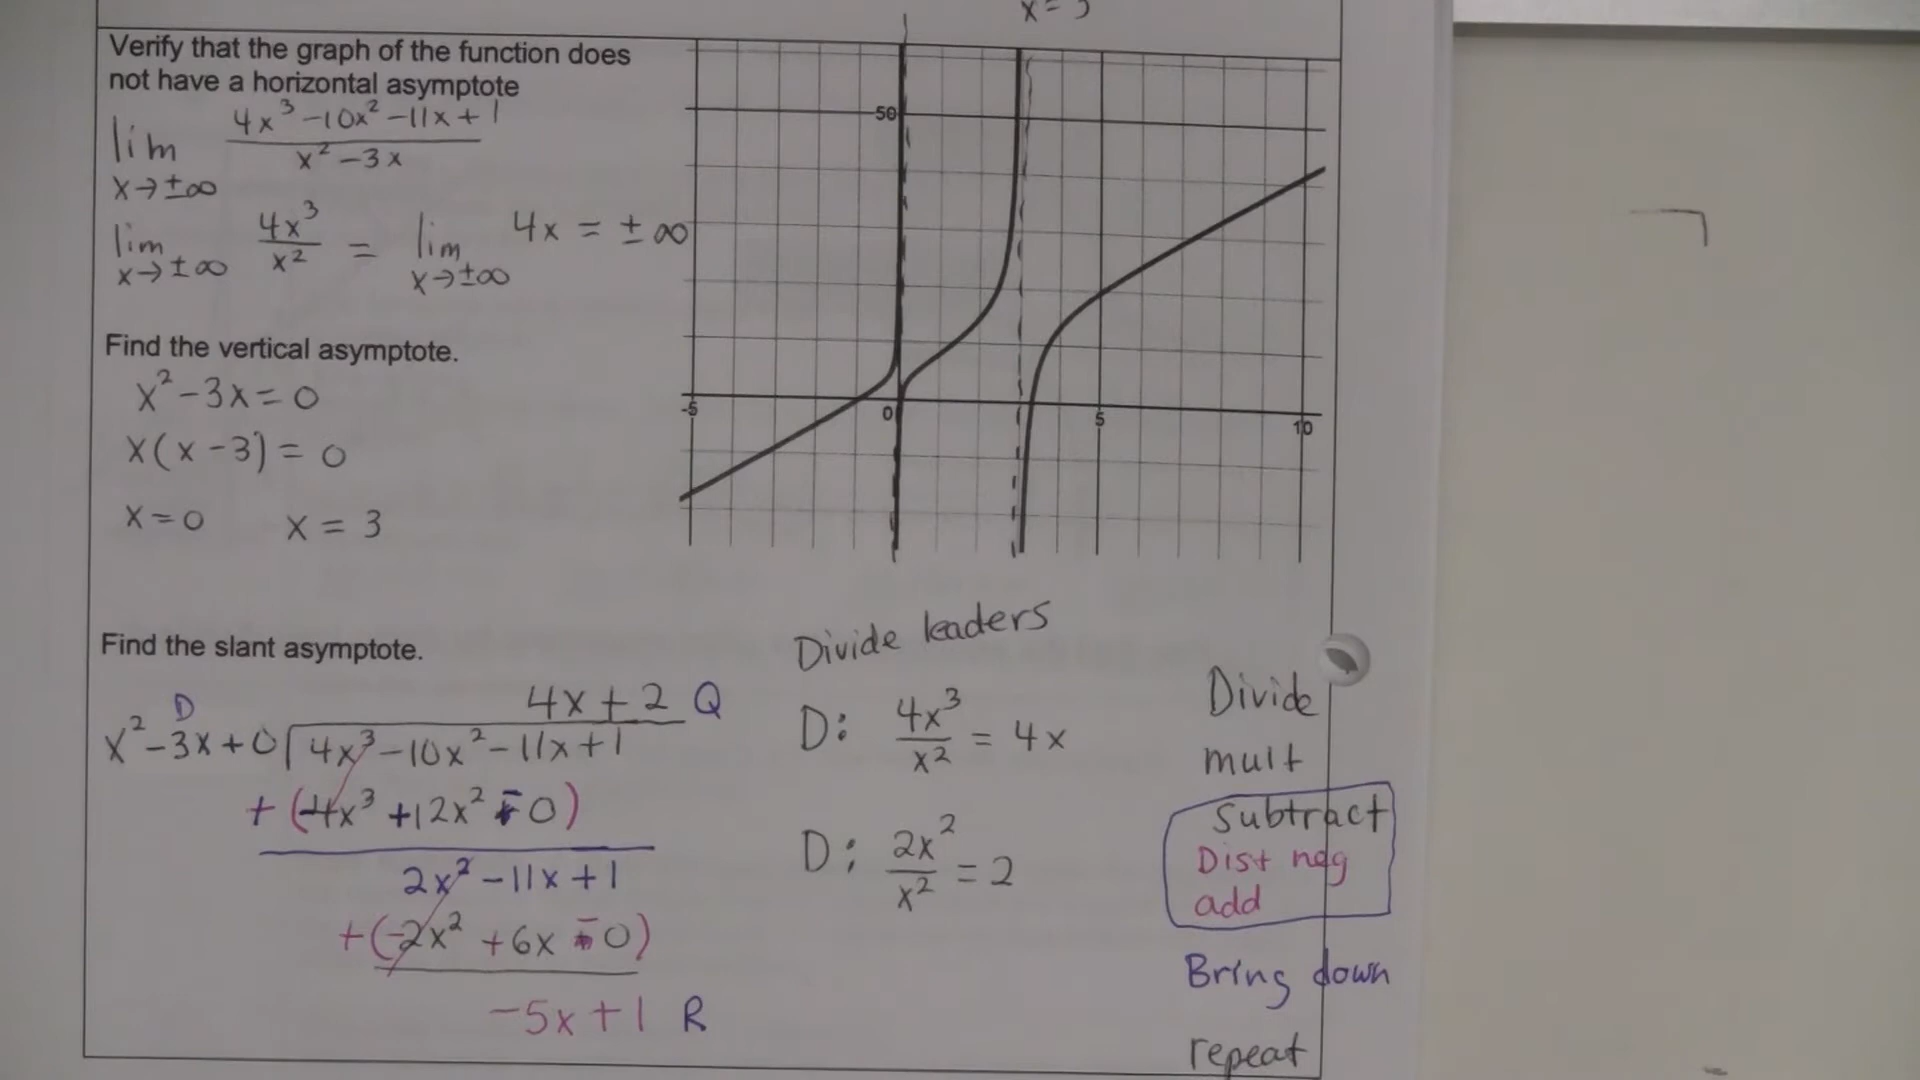 x = 3
Verify that the graph of the function does
not have a horizontal asymptote
lim x→±∞ (4x³ - 10x² - 11x + 1)/(x² - 3x)
lim x→±∞ 4x³/x² = lim x→±∞ 4x = ±∞
50
-5 0 5 10
Find the vertical asymptote.
x² - 3x = 0
x(x - 3) = 0
x = 0 x = 3
Find the slant asymptote.
4x + 2 Q
D
x² - 3x + 0 4x³ - 10x² - 11x + 1
+ (-4x³ + 12x² - 0)
2x² - 11x + 1
+ (-2x² + 6x - 0)
-5x + 1 R
Divide leaders
D: 4x³/x² = 4x
D: 2x²/x² = 2
Divide
mult
Subtract
Dist neg
add
Bring down
repeat